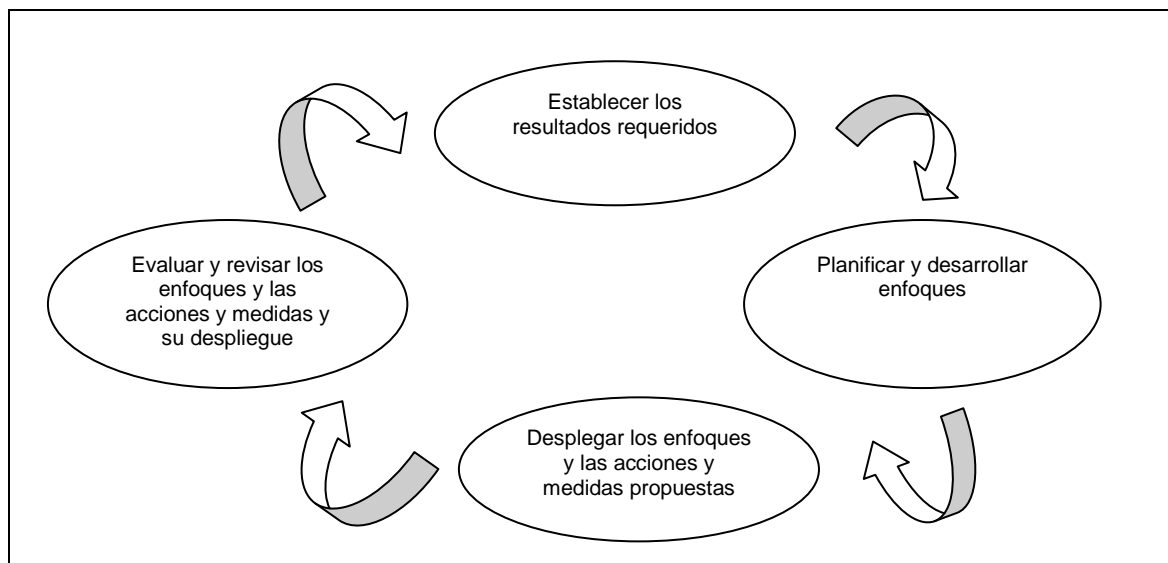 Establecer los
resultados requeridos
Planificar y desarrollar
enfoques
Desplegar los enfoques
y las acciones y
medidas propuestas
Evaluar y revisar los
enfoques y las
acciones y medidas y
su despliegue